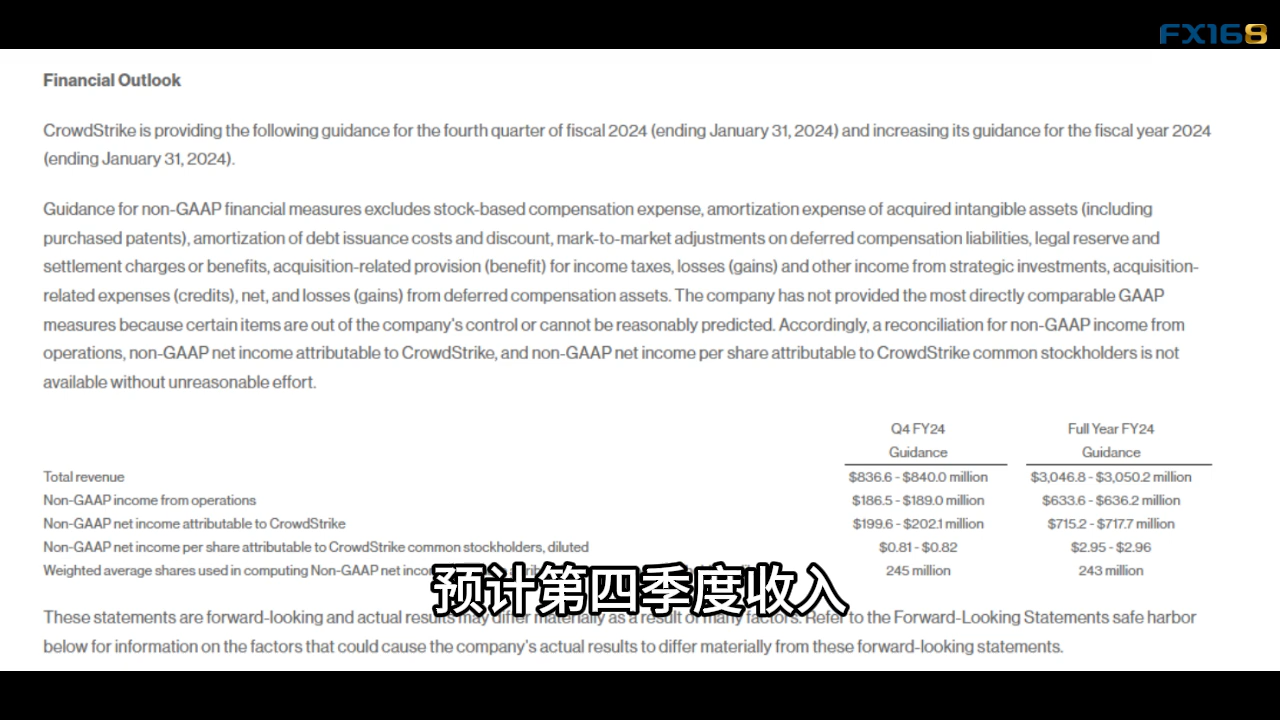 FX168
Financial Outlook
CrowdStrike is providing the following guidance for the fourth quarter of fiscal 2024 (ending January 31, 2024) and increasing its guidance for the fiscal year 2024
(ending January 31, 2024).
Guidance for non-GAAP financial measures excludes stock-based compensation expense, amortization expense of acquired intangible assets (including
purchased patents), amortization of debt issuance costs and discount, mark-to-market adjustments on deferred compensation liabilities, legal reserve and
settlement charges or benefits, acquisition-related provision (benefit) for income taxes, losses (gains) and other income from strategic investments, acquisition-
related expenses (credits), net, and losses (gains) from deferred compensation assets. The company has not provided the most directly comparable GAAP
measures because certain items are out of the company's control or cannot be reasonably predicted. Accordingly, a reconciliation for non-GAAP income from
operations, non-GAAP net income attributable to CrowdStrike, and non-GAAP net income per share attributable to CrowdStrike common stockholders is not
available without unreasonable effort.
Q4 FY24 Full Year FY24
Guidance Guidance
Total revenue $836.6 - $840.0 million $3,046.8 - $3,050.2 million
Non-GAAP income from operations $186.5 - $189.0 million $633.6 - $636.2 million
Non-GAAP net income attributable to CrowdStrike $199.6 - $202.1 million $715.2 - $717.7 million
Non-GAAP net income per share attributable to CrowdStrike common stockholders, diluted $0.81 - $0.82 $2.95 - $2.96
Weighted average shares used in computing Non-GAAP net 245 million 243 million
预计第四季度收入
These statements are forward-looking and actual results may differ materially as a result of many factors. Refer to the Forward-Looking Statements safe harbor
below for information on the factors that could cause the company's actual results to differ materially from these forward-looking statements.